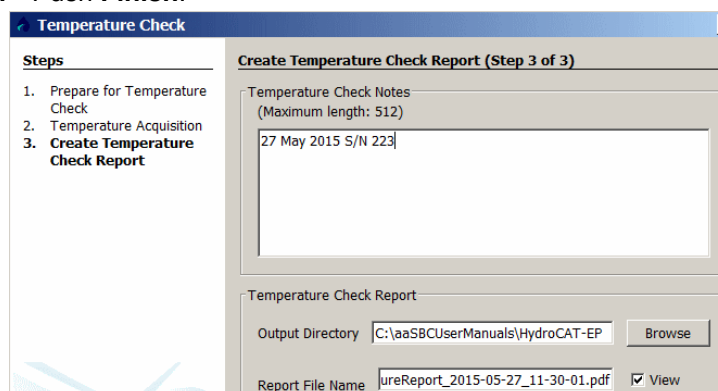 Temperature Check
Steps
1. Prepare for Temperature
Check
2. Temperature Acquisition
3. Create Temperature
Check Report
Create Temperature Check Report (Step 3 of 3)
Temperature Check Notes
(Maximum length: 512)
27 May 2015 S/N 223
Temperature Check Report
Output Directory C:\aaSBCUserManuals\HydroCAT-EP Browse
Report File Name ureReport_2015-05-27_11-30-01.pdf View